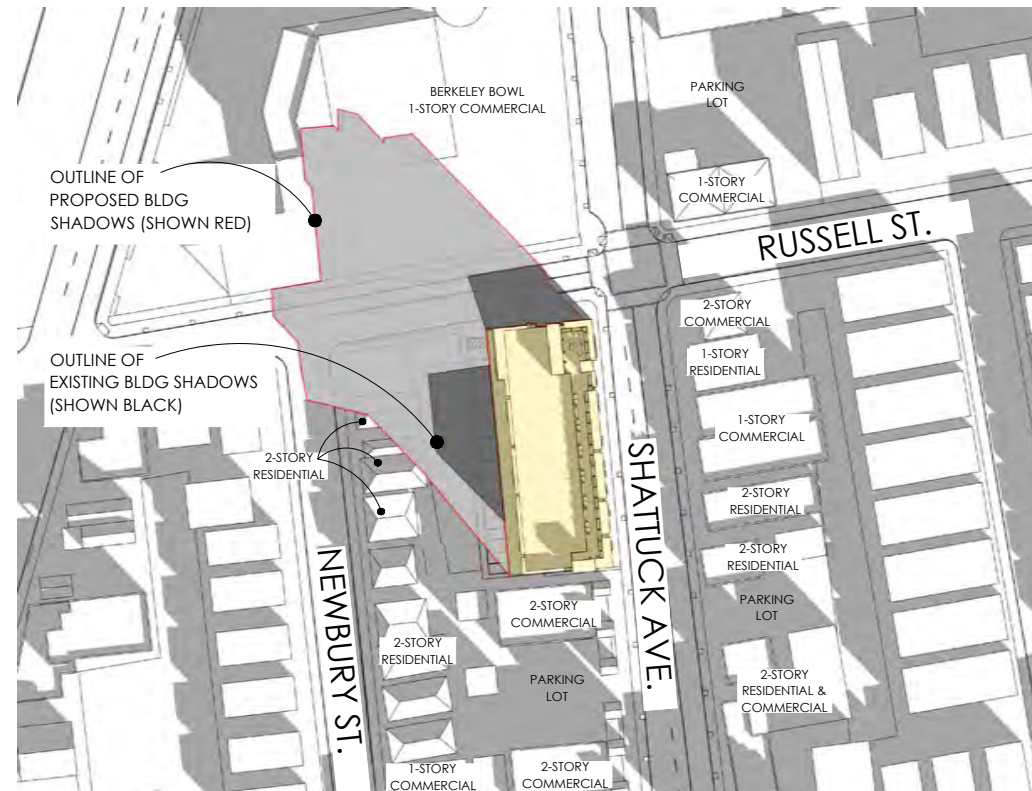 BERKELEY BOWL
1-STORY COMMERCIAL
PARKING
LOT
OUTLINE OF
PROPOSED BLDG
SHADOWS (SHOWN RED)
1-STORY
COMMERCIAL
RUSSELL ST.
2-STORY
COMMERCIAL
1-STORY
RESIDENTIAL
OUTLINE OF
EXISTING BLDG SHADOWS
(SHOWN BLACK)
1-STORY
COMMERCIAL
2-STORY
RESIDENTIAL
SHATTUCK AVE.
2-STORY
RESIDENTIAL
2-STORY
RESIDENTIAL
NEWBURY ST.
PARKING
LOT
2-STORY
COMMERCIAL
2-STORY
RESIDENTIAL
PARKING
LOT
2-STORY
RESIDENTIAL &
COMMERCIAL
1-STORY
COMMERCIAL
2-STORY
COMMERCIAL